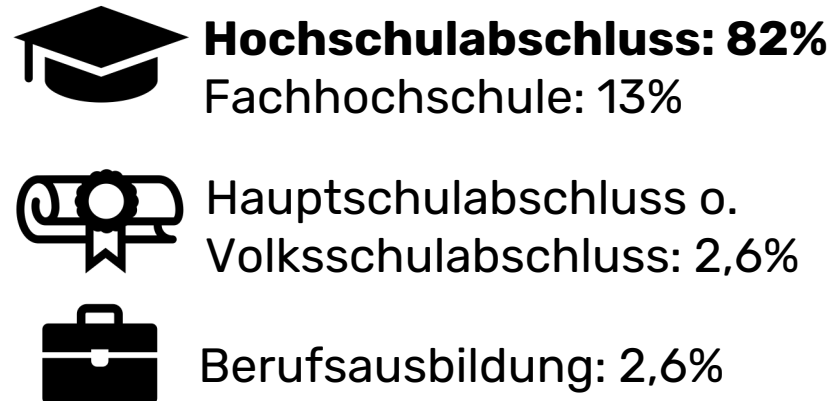 Hochschulabschluss: 82%
Fachhochschule: 13%
Hauptschulabschluss o.
Volksschulabschluss: 2,6%
Berufsausbildung: 2,6%